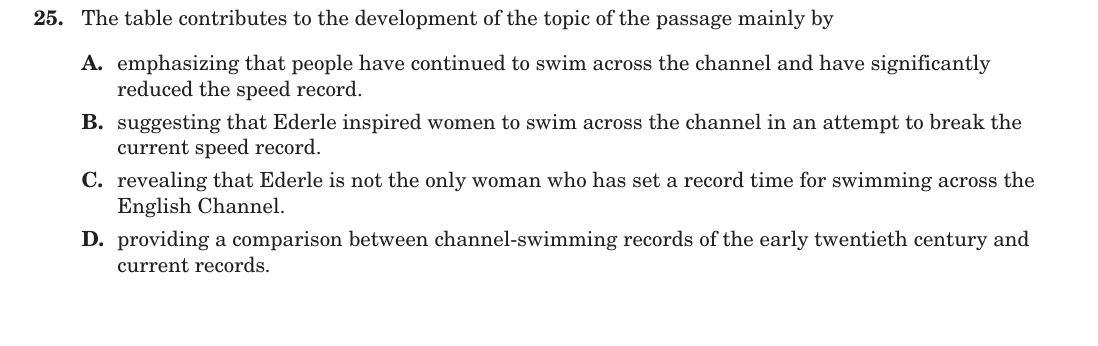 25. The table contributes to the development of the topic of the passage mainly by
A. emphasizing that people have continued to swim across the channel and have significantly
reduced the speed record.
B. suggesting that Ederle inspired women to swim across the channel in an attempt to break the
current speed record.
C. revealing that Ederle is not the only woman who has set a record time for swimming across the
English Channel.
D. providing a comparison between channel-swimming records of the early twentieth century and
current records.